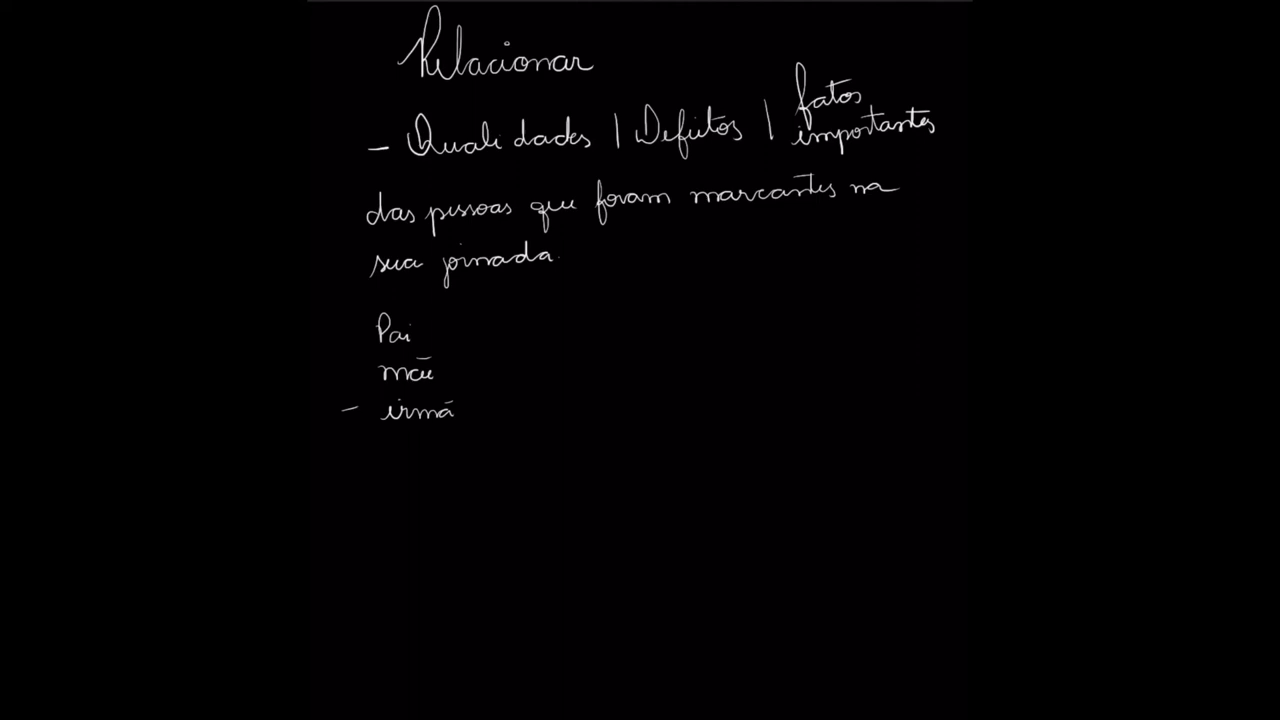 Relacionar
- Qualidades | Defeitos | fatos importantes
das pessoas que foram marcantes na
sua jornada.
Pai
mãe
- irmã